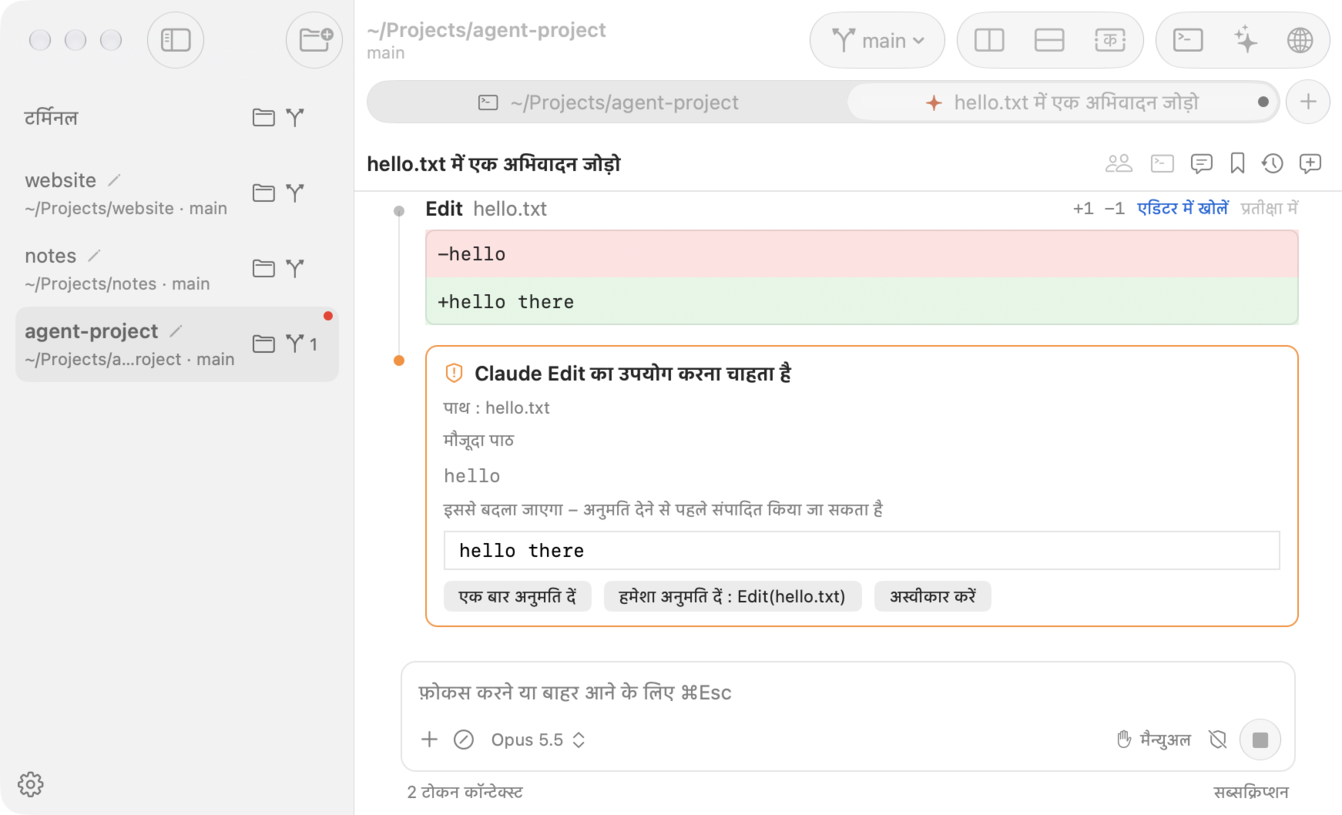 टर्मिनल
website
~/Projects/website · main
notes
~/Projects/notes · main
agent-project
~/Projects/a...roject · main
1
~/Projects/agent-project
main
main
क
~/Projects/agent-project
hello.txt में एक अभिवादन जोड़ो
hello.txt में एक अभिवादन जोड़ो
Edit hello.txt
+1 −1 एडिटर में खोलें प्रतीक्षा में
−hello
+hello there
Claude Edit का उपयोग करना चाहता है
पाथ : hello.txt
मौजूदा पाठ
hello
इससे बदला जाएगा – अनुमति देने से पहले संपादित किया जा सकता है
hello there
एक बार अनुमति दें
हमेशा अनुमति दें : Edit(hello.txt)
अस्वीकार करें
फ़ोकस करने या बाहर आने के लिए ⌘Esc
Opus 5.5
मैन्युअल
2 टोकन कॉन्टेक्स्ट
सब्सक्रिप्शन